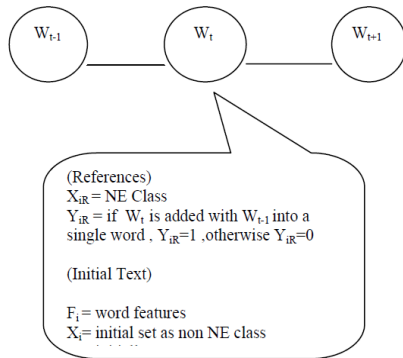 Wt-1 Wt Wt+1
(References)
XiR = NE Class
YiR = if Wt is added with Wt-1 into a
single word , YiR=1 ,otherwise YiR=0
(Initial Text)
Fi = word features
Xi= initial set as non NE class